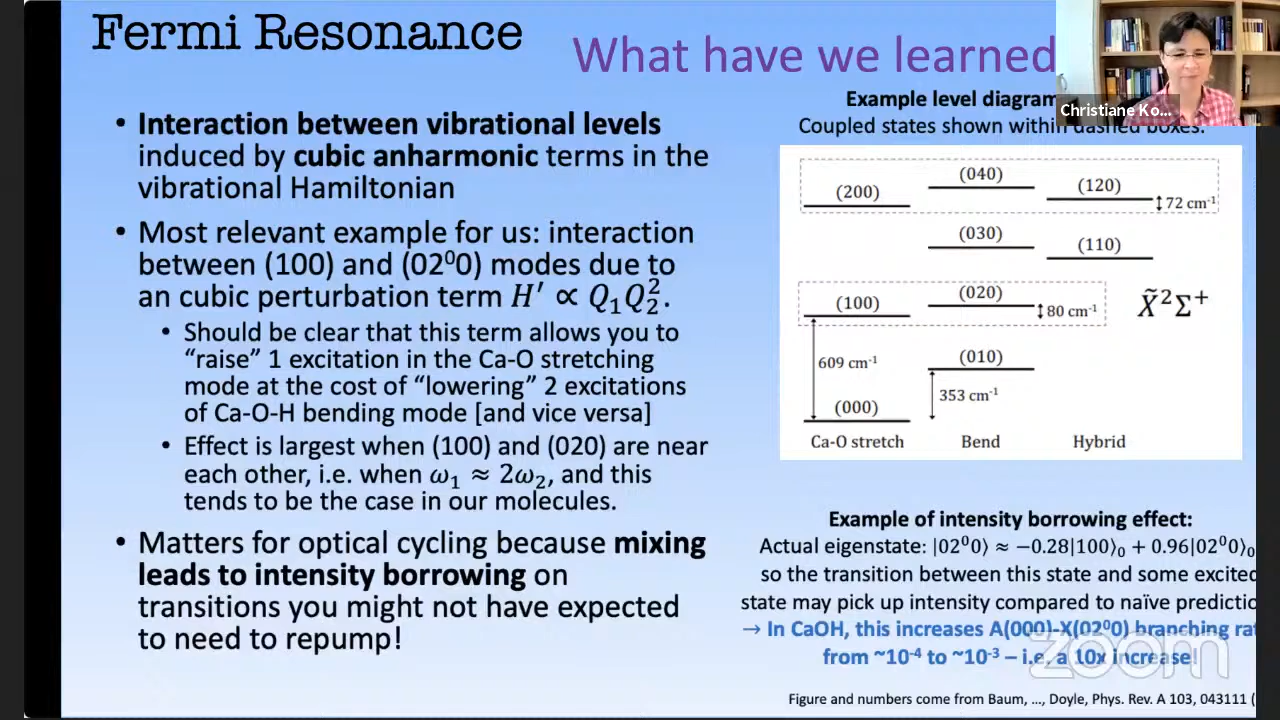 Fermi Resonance
What have we learned
Christiane Ko...
• Interaction between vibrational levels
induced by cubic anharmonic terms in the
vibrational Hamiltonian
• Most relevant example for us: interaction
between (100) and (02⁰0) modes due to
an cubic perturbation term H′ ∝ Q₁Q₂².
• Should be clear that this term allows you to
“raise” 1 excitation in the Ca-O stretching
mode at the cost of “lowering” 2 excitations
of Ca-O-H bending mode [and vice versa]
• Effect is largest when (100) and (020) are near
each other, i.e. when ω₁ ≈ 2ω₂, and this
tends to be the case in our molecules.
• Matters for optical cycling because mixing
leads to intensity borrowing on
transitions you might not have expected
to need to repump!
Example level diagram
Coupled states shown within dashed boxes.
(200) (040) (120)
72 cm⁻¹
(030) (110)
(100) (020)
80 cm⁻¹
X̃²Σ⁺
609 cm⁻¹
(010)
353 cm⁻¹
(000)
Ca-O stretch Bend Hybrid
Example of intensity borrowing effect:
Actual eigenstate: |02⁰0⟩ ≈ −0.28|100⟩₀ + 0.96|02⁰0⟩₀
so the transition between this state and some excited
state may pick up intensity compared to naïve predictio
→ In CaOH, this increases A(000)-X(02⁰0) branching rat
from ~10⁻⁴ to ~10⁻³ – i.e. a 10x increase!
zoom
Figure and numbers come from Baum, …, Doyle, Phys. Rev. A 103, 043111 (